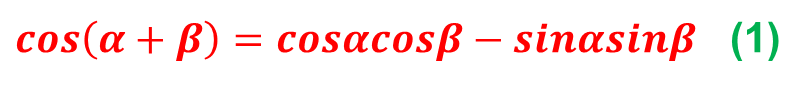 cos(α + β) = cosαcosβ − sinαsinβ (1)